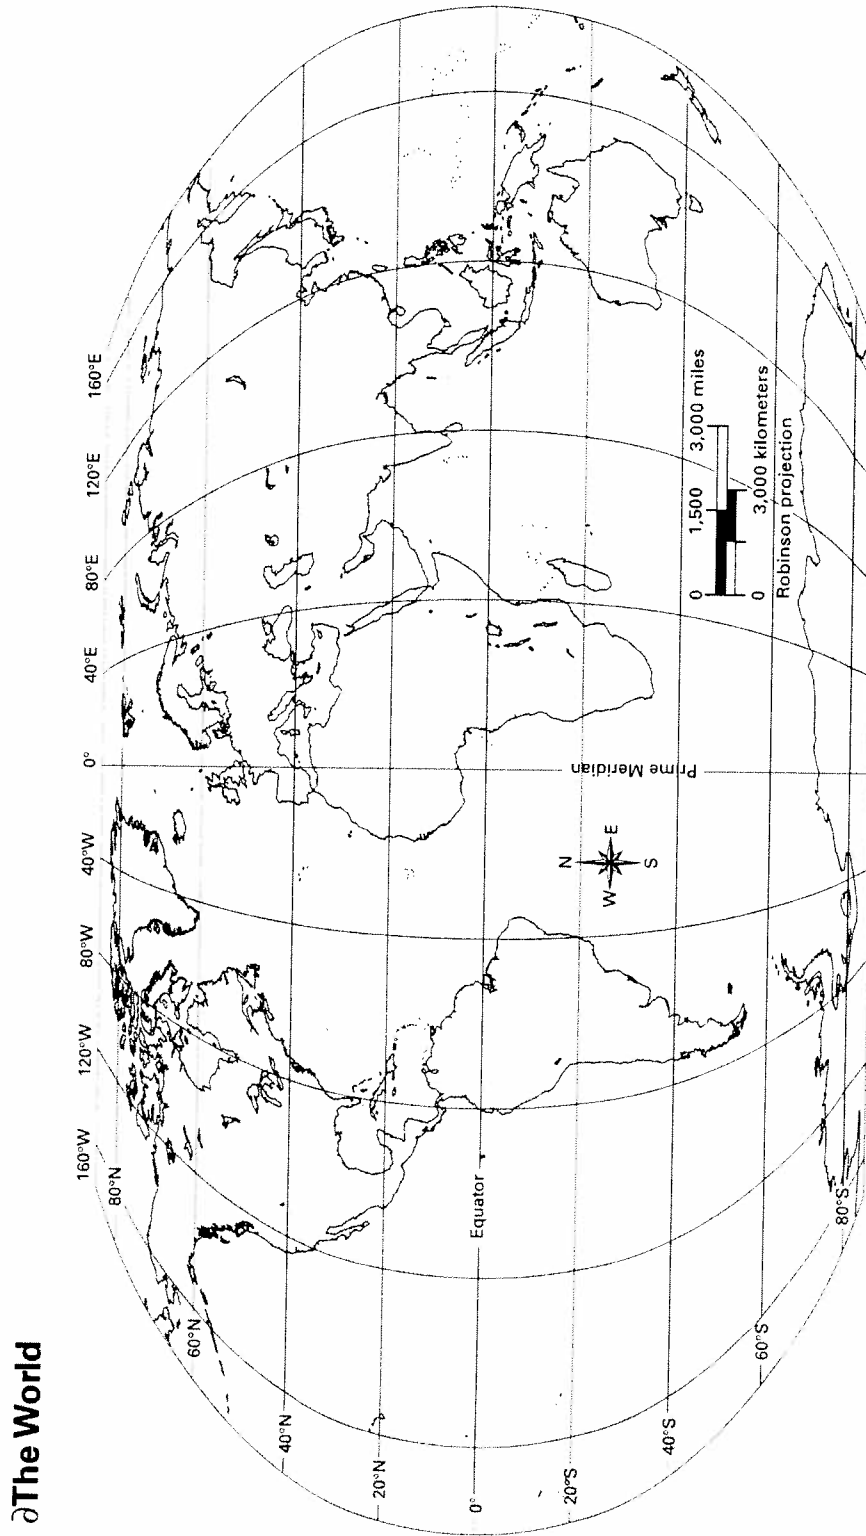 ∂The World
160°W
120°W
80°W
40°W
0°
40°E
80°E
120°E
160°E
80°N
60°N
40°N
20°N
0°
20°S
40°S
60°S
80°S
Equator
Prime Meridian
N
W
E
S
0 1,500 3,000 miles
0 3,000 kilometers
Robinson projection